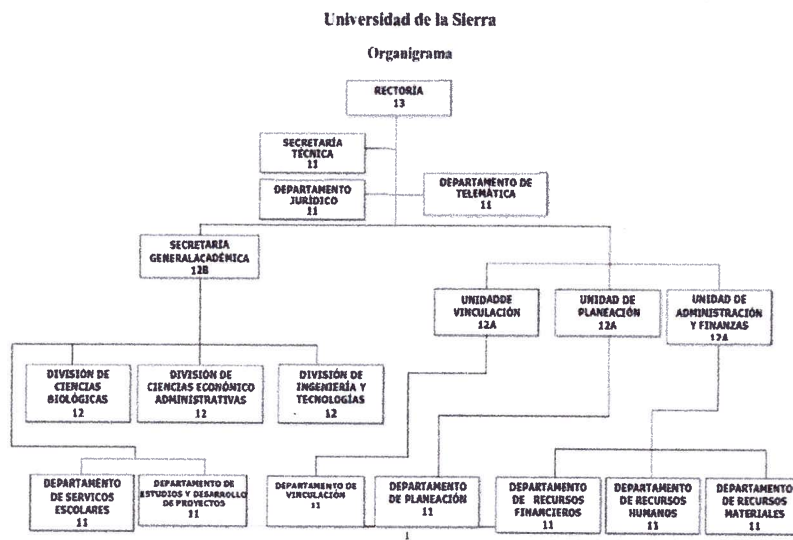 Universidad de la Sierra
Organigrama
RECTORÍA
13
SECRETARÍA
TÉCNICA
11
DEPARTAMENTO
JURÍDICO
11
DEPARTAMENTO DE
TELEMÁTICA
11
SECRETARÍA
GENERALACADÉMICA
12B
UNIDADDE
VINCULACIÓN
12A
UNIDAD DE
PLANEACIÓN
12A
UNIDAD DE
ADMINISTRACIÓN
Y FINANZAS
12A
DIVISIÓN DE
CIENCIAS
BIOLÓGICAS
12
DIVISIÓN DE
CIENCIAS ECONÓMICO
ADMINISTRATIVAS
12
DIVISIÓN DE
INGENIERÍA Y
TECNOLOGÍAS
12
DEPARTAMENTO
DE SERVICOS
ESCOLARES
11
DEPARTAMENTO DE
ESTUDIOS Y DESARROLLO
DE PROYECTOS
11
DEPARTAMENTO DE
VINCULACIÓN
11
DEPARTAMENTO
DE PLANEACIÓN
11
DEPARTAMENTO
DE RECURSOS
FINANCIEROS
11
DEPARTAMENTO
DE RECURSOS
HUMANOS
11
DEPARTAMENTO
DE RECURSOS
MATERIALES
11
1